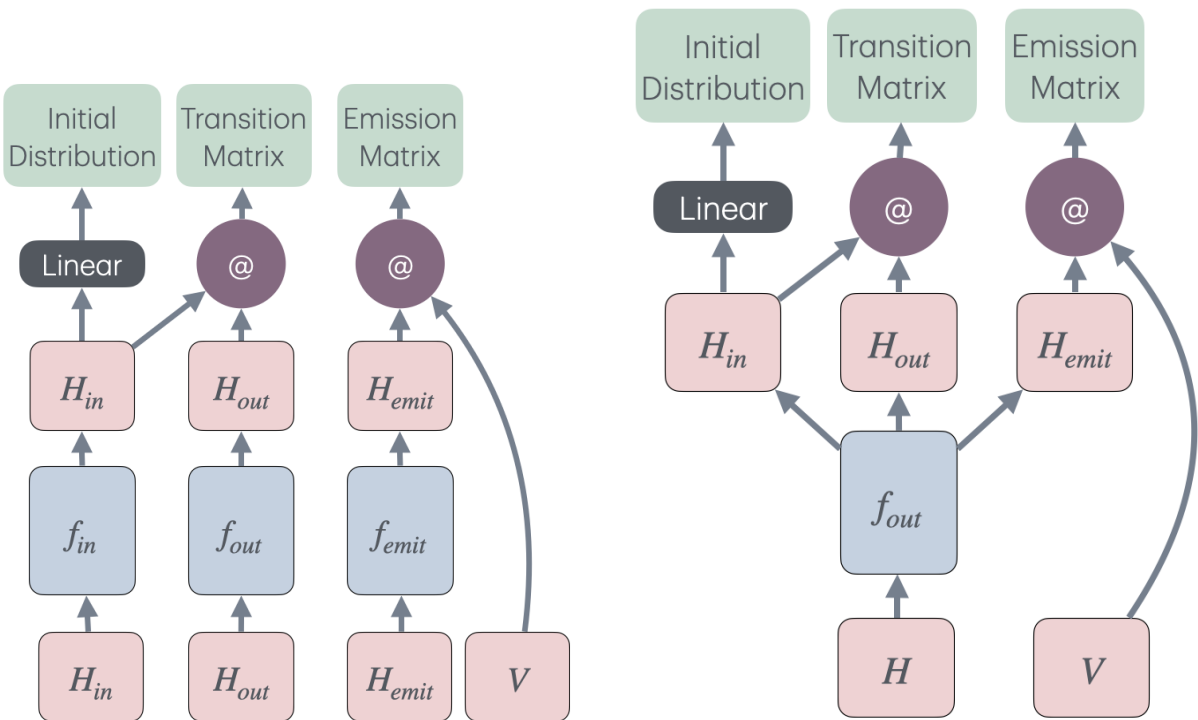 Initial
Distribution
Transition
Matrix
Emission
Matrix
Linear
@
@
H_in
H_out
H_emit
f_in
f_out
f_emit
H_in
H_out
H_emit
V
Initial
Distribution
Transition
Matrix
Emission
Matrix
Linear
@
@
H_in
H_out
H_emit
f_out
H
V